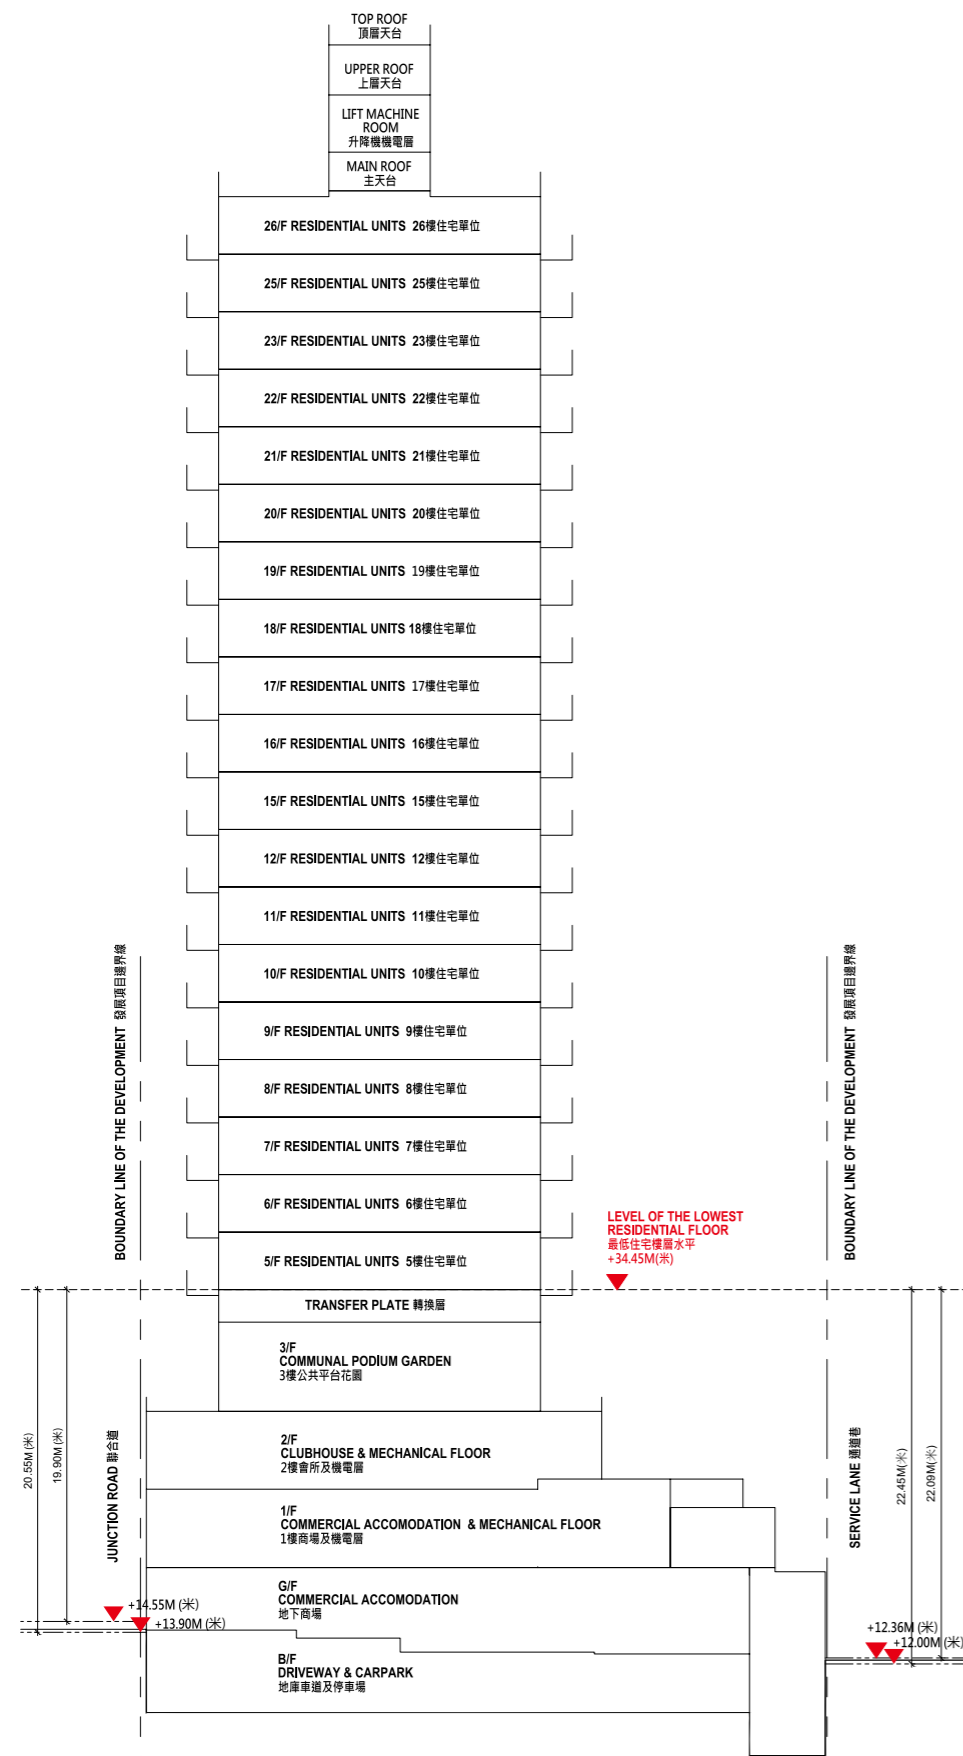 TOP ROOF
頂層天台
UPPER ROOF
上層天台
LIFT MACHINE
ROOM
升降機機電層
MAIN ROOF
主天台
26/F RESIDENTIAL UNITS 26樓住宅單位
25/F RESIDENTIAL UNITS 25樓住宅單位
23/F RESIDENTIAL UNITS 23樓住宅單位
22/F RESIDENTIAL UNITS 22樓住宅單位
21/F RESIDENTIAL UNITS 21樓住宅單位
20/F RESIDENTIAL UNITS 20樓住宅單位
19/F RESIDENTIAL UNITS 19樓住宅單位
18/F RESIDENTIAL UNITS 18樓住宅單位
17/F RESIDENTIAL UNITS 17樓住宅單位
16/F RESIDENTIAL UNITS 16樓住宅單位
15/F RESIDENTIAL UNITS 15樓住宅單位
12/F RESIDENTIAL UNITS 12樓住宅單位
11/F RESIDENTIAL UNITS 11樓住宅單位
10/F RESIDENTIAL UNITS 10樓住宅單位
9/F RESIDENTIAL UNITS 9樓住宅單位
8/F RESIDENTIAL UNITS 8樓住宅單位
7/F RESIDENTIAL UNITS 7樓住宅單位
6/F RESIDENTIAL UNITS 6樓住宅單位
5/F RESIDENTIAL UNITS 5樓住宅單位
BOUNDARY LINE OF THE DEVELOPMENT 發展項目邊界線
BOUNDARY LINE OF THE DEVELOPMENT 發展項目邊界線
LEVEL OF THE LOWEST
RESIDENTIAL FLOOR
最低住宅樓層水平
+34.45M(米)
TRANSFER PLATE 轉換層
3/F
COMMUNAL PODIUM GARDEN
3樓公共平台花園
2/F
CLUBHOUSE & MECHANICAL FLOOR
2樓會所及機電層
1/F
COMMERCIAL ACCOMODATION & MECHANICAL FLOOR
1樓商場及機電層
G/F
COMMERCIAL ACCOMODATION
地下商場
B/F
DRIVEWAY & CARPARK
地庫車道及停車場
20.55M (米)
19.90M (米)
JUNCTION ROAD 聯合道
+14.55M (米)
+13.90M (米)
SERVICE LANE 通道巷
22.45M(米)
22.09M(米)
+12.36M (米)
+12.00M (米)